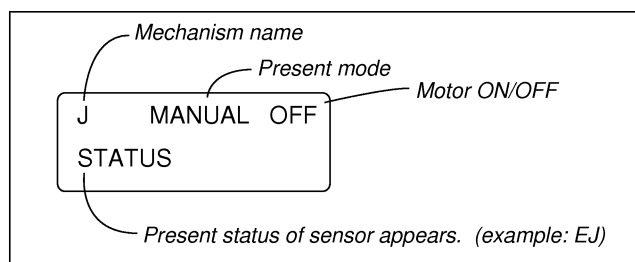 Mechanism name
Present mode
Motor ON/OFF
J MANUAL OFF
STATUS
Present status of sensor appears. (example: EJ)